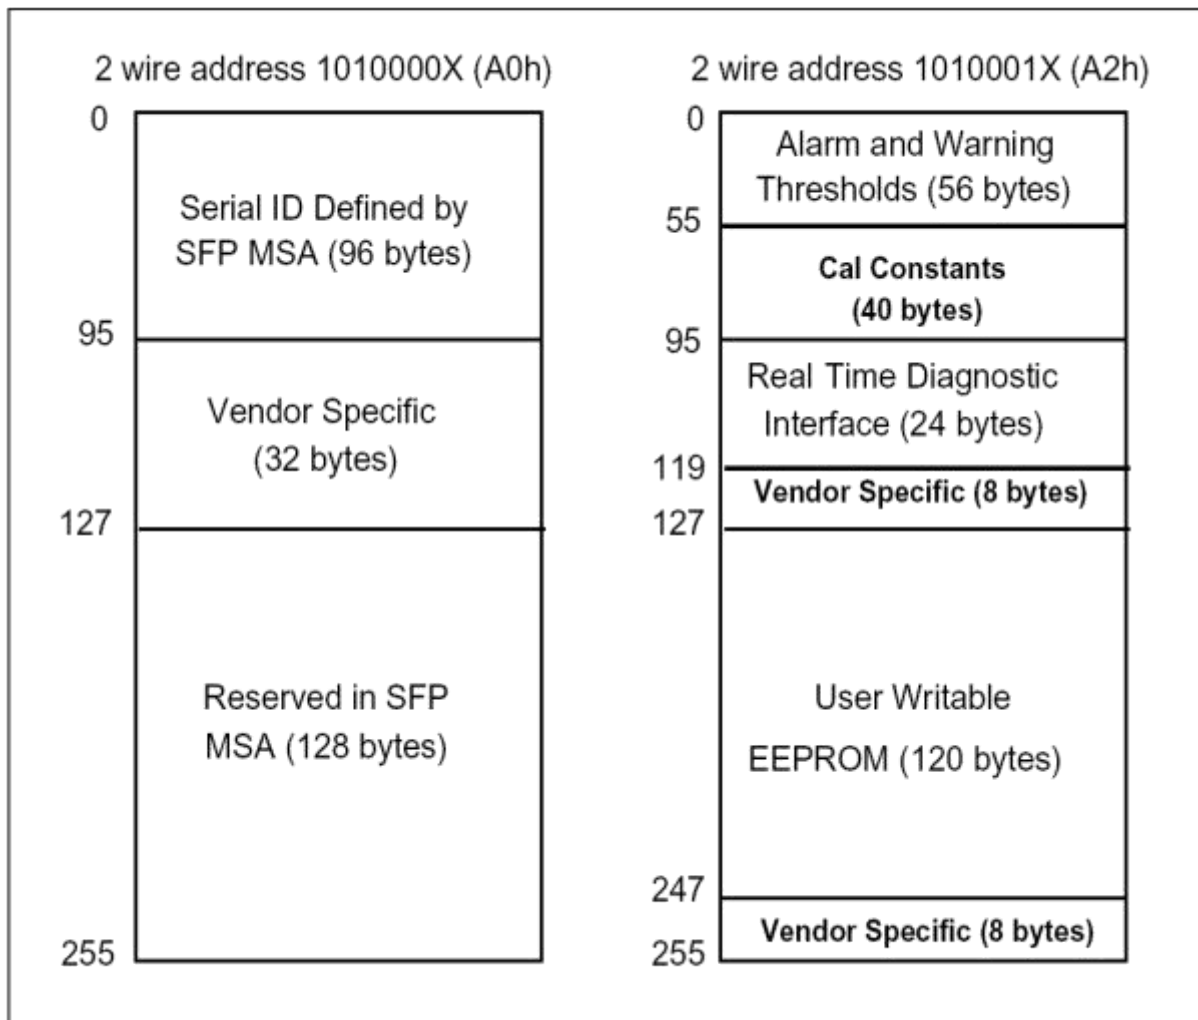 2 wire address 1010000X (A0h)
0
Serial ID Defined by
SFP MSA (96 bytes)
95
Vendor Specific
(32 bytes)
127
Reserved in SFP
MSA (128 bytes)
255
2 wire address 1010001X (A2h)
0
Alarm and Warning
Thresholds (56 bytes)
55
Cal Constants
(40 bytes)
95
Real Time Diagnostic
Interface (24 bytes)
119
Vendor Specific (8 bytes)
127
User Writable
EEPROM (120 bytes)
247
Vendor Specific (8 bytes)
255